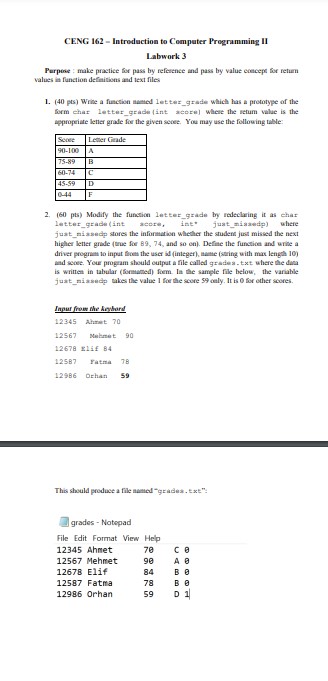 CENG 162 – Introduction to Computer Programming II
Labwork 3
Purpose : make practice for pass by reference and pass by value concept for return
values in function definitions and text files
1. (40 pts) Write a function named letter_grade which has a prototype of the
form char letter_grade(int score) where the return value is the
appropriate letter grade for the given score. You may use the following table:
Score Letter Grade
90-100 A
75-89 B
60-74 C
45-59 D
0-44 F
2. (60 pts) Modify the function letter_grade by redeclaring it as char
letter_grade(int score, int* just_missedp) where
just_missedp stores the information whether the student just missed the next
higher letter grade (true for 89, 74, and so on). Define the function and write a
driver program to input from the user id (integer), name (string with max length 10)
and score. Your program should output a file called grades.txt where the data
is written in tabular (formatted) form. In the sample file below, the variable
just_missedp takes the value 1 for the score 59 only. It is 0 for other scores.
Input from the keybord
12345 Ahmet 70
12567 Mehmet 90
12678 Elif 84
12587 Fatma 78
12986 Orhan 59
This should produce a file named "grades.txt":
grades - Notepad
File Edit Format View Help
12345 Ahmet 70 C 0
12567 Mehmet 90 A 0
12678 Elif 84 B 0
12587 Fatma 78 B 0
12986 Orhan 59 D 1